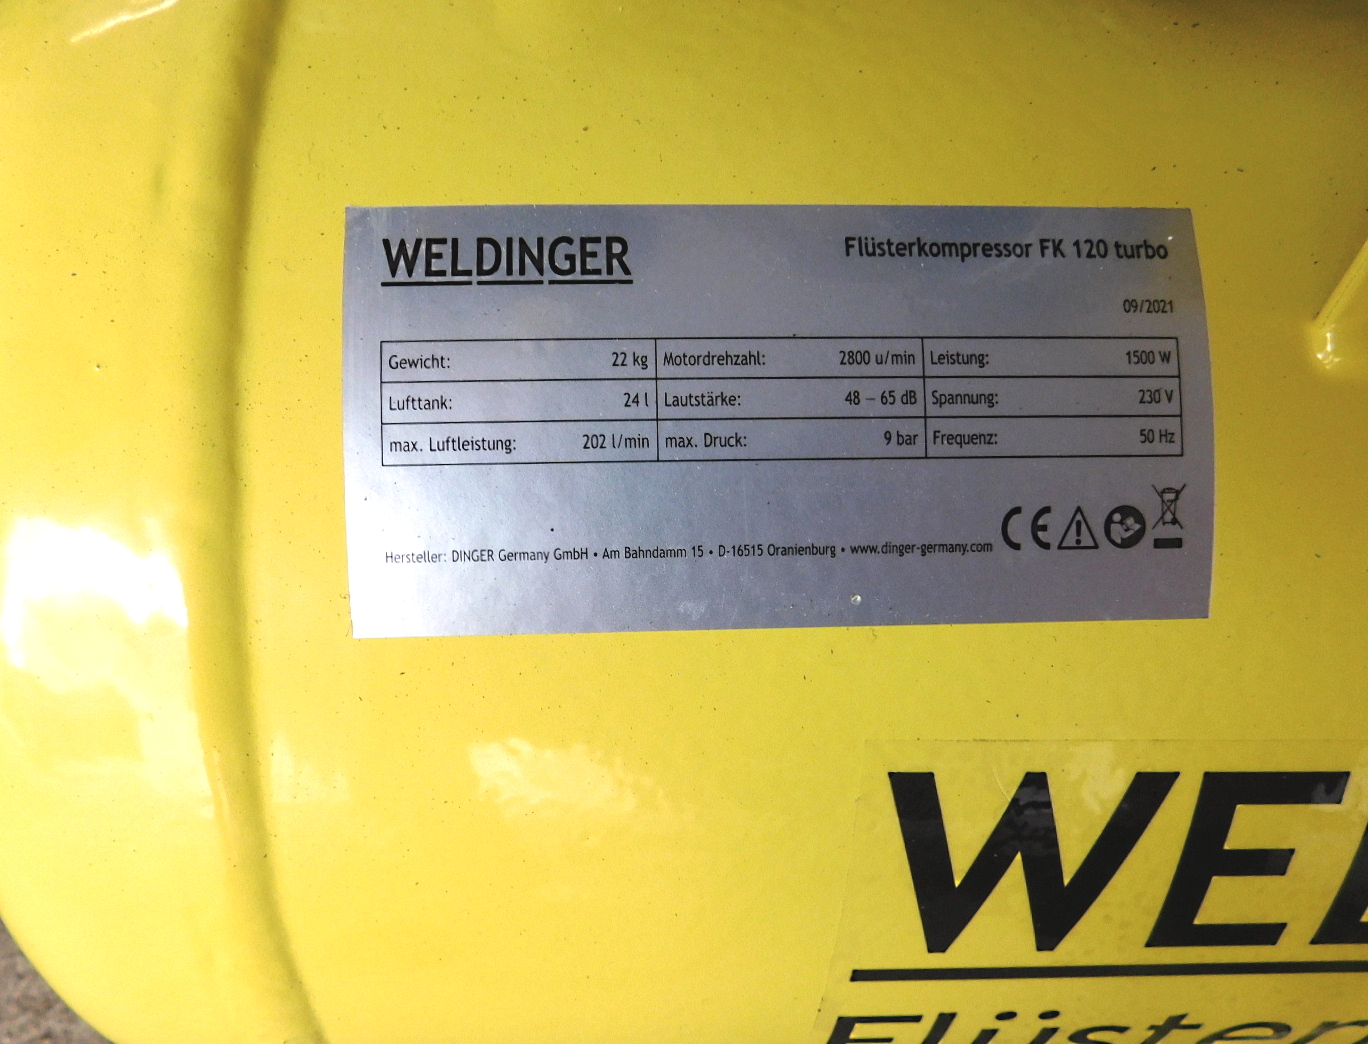 WELDINGER
Flüsterkompressor FK 120 turbo
09/2021
Gewicht: 22 kg Motordrehzahl: 2800 u/min Leistung: 1500 W
Lufttank: 24 l Lautstärke: 48 – 65 dB Spannung: 230 V
max. Luftleistung: 202 l/min max. Druck: 9 bar Frequenz: 50 Hz
Hersteller: DINGER Germany GmbH • Am Bahndamm 15 • D-16515 Oranienburg • www.dinger-germany.com CE
WEL
Flüster